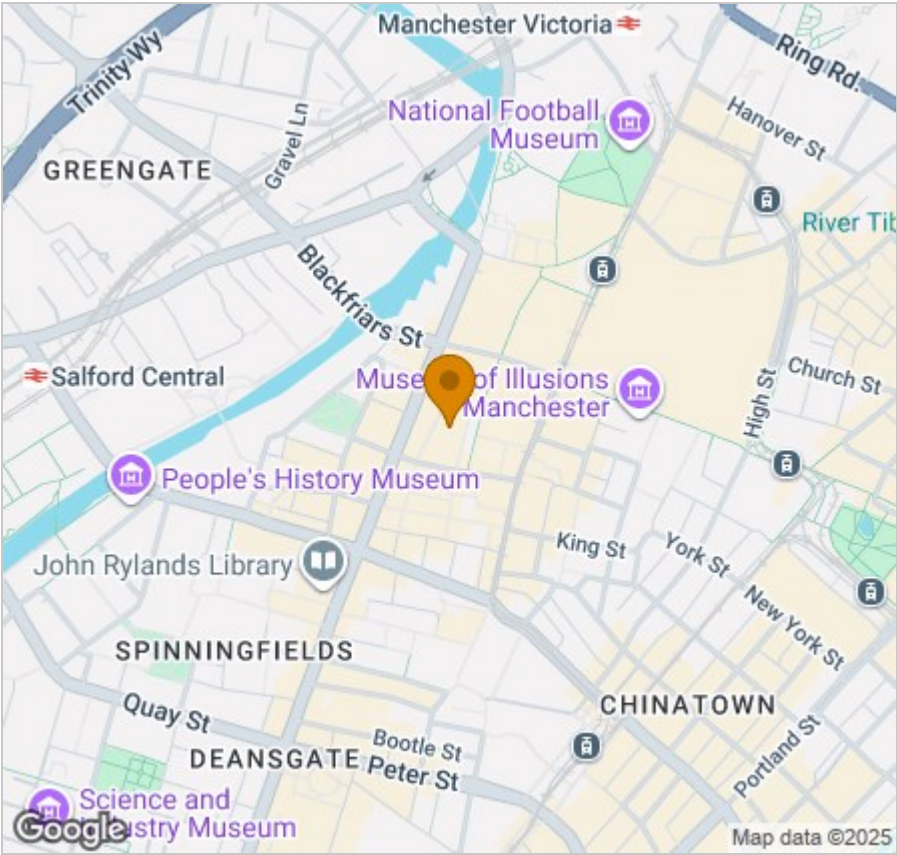 Manchester Victoria
Trinity Wy
Ring Rd.
National Football
Museum
Hanover St
Gravel Ln
GREENGATE
River Tib
Blackfriars St
Salford Central
Museum of Illusions
Manchester
Church St
High St
People's History Museum
King St
York St
John Rylands Library
New York St
SPINNINGFIELDS
CHINATOWN
Quay St
Bootle St
DEANSGATE
Peter St
Portland St
Science and
Industry Museum
Google
Map data ©2025